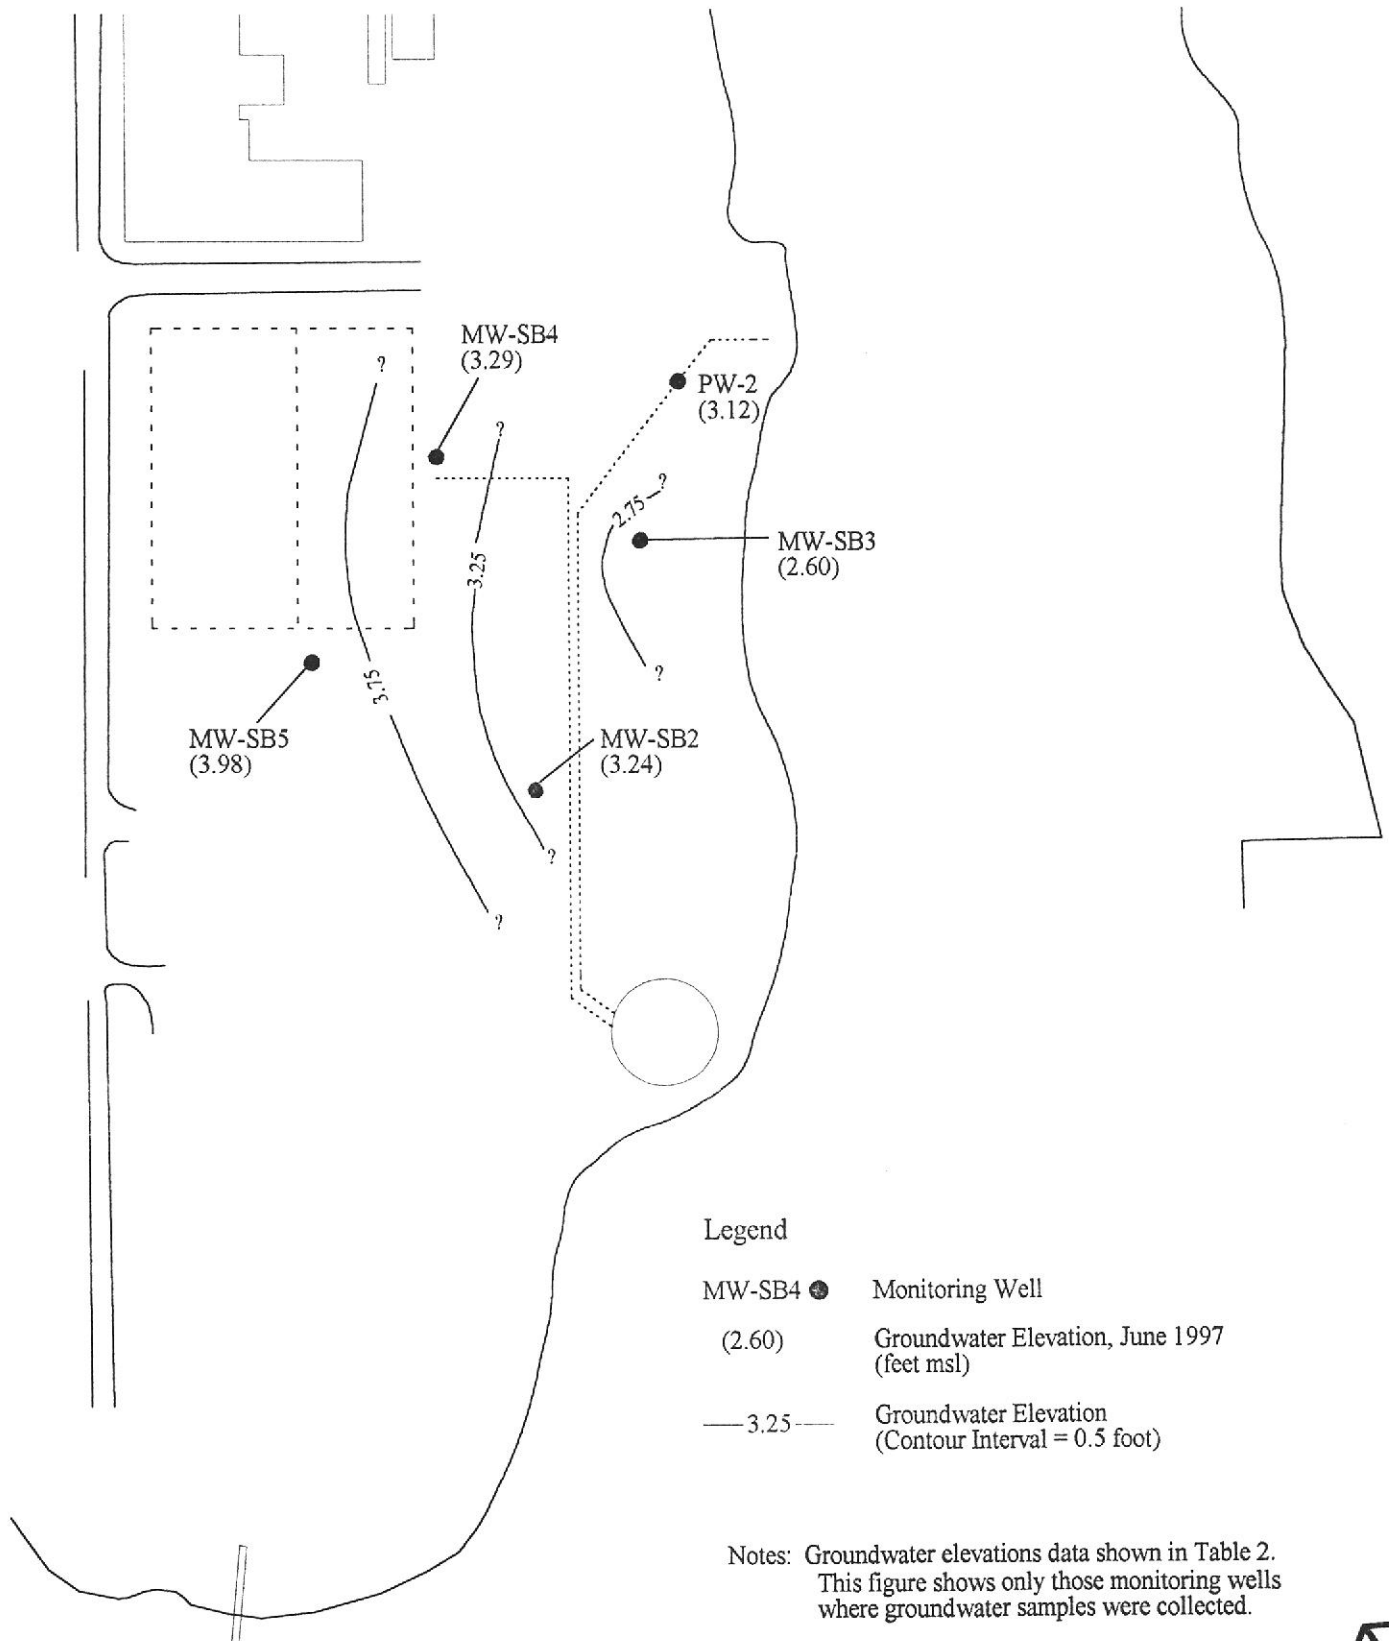 MW-SB4
(3.29)
?
PW-2
(3.12)
?
2.75
?
MW-SB3
(2.60)
3.25
?
3.75
MW-SB5
(3.98)
MW-SB2
(3.24)
?
?
Legend
MW-SB4 Monitoring Well
(2.60) Groundwater Elevation, June 1997
(feet msl)
3.25 Groundwater Elevation
(Contour Interval = 0.5 foot)
Notes: Groundwater elevations data shown in Table 2.
This figure shows only those monitoring wells
where groundwater samples were collected.